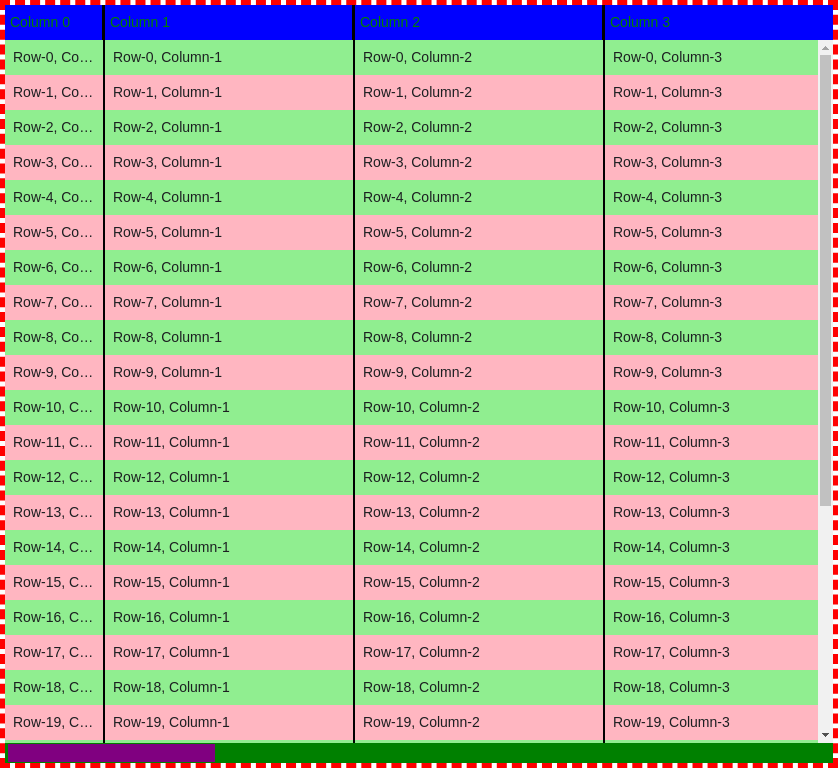 Column 0 Column 1 Column 2 Column 3
Row-0, Co… Row-0, Column-1 Row-0, Column-2 Row-0, Column-3
Row-1, Co… Row-1, Column-1 Row-1, Column-2 Row-1, Column-3
Row-2, Co… Row-2, Column-1 Row-2, Column-2 Row-2, Column-3
Row-3, Co… Row-3, Column-1 Row-3, Column-2 Row-3, Column-3
Row-4, Co… Row-4, Column-1 Row-4, Column-2 Row-4, Column-3
Row-5, Co… Row-5, Column-1 Row-5, Column-2 Row-5, Column-3
Row-6, Co… Row-6, Column-1 Row-6, Column-2 Row-6, Column-3
Row-7, Co… Row-7, Column-1 Row-7, Column-2 Row-7, Column-3
Row-8, Co… Row-8, Column-1 Row-8, Column-2 Row-8, Column-3
Row-9, Co… Row-9, Column-1 Row-9, Column-2 Row-9, Column-3
Row-10, C… Row-10, Column-1 Row-10, Column-2 Row-10, Column-3
Row-11, C… Row-11, Column-1 Row-11, Column-2 Row-11, Column-3
Row-12, C… Row-12, Column-1 Row-12, Column-2 Row-12, Column-3
Row-13, C… Row-13, Column-1 Row-13, Column-2 Row-13, Column-3
Row-14, C… Row-14, Column-1 Row-14, Column-2 Row-14, Column-3
Row-15, C… Row-15, Column-1 Row-15, Column-2 Row-15, Column-3
Row-16, C… Row-16, Column-1 Row-16, Column-2 Row-16, Column-3
Row-17, C… Row-17, Column-1 Row-17, Column-2 Row-17, Column-3
Row-18, C… Row-18, Column-1 Row-18, Column-2 Row-18, Column-3
Row-19, C… Row-19, Column-1 Row-19, Column-2 Row-19, Column-3